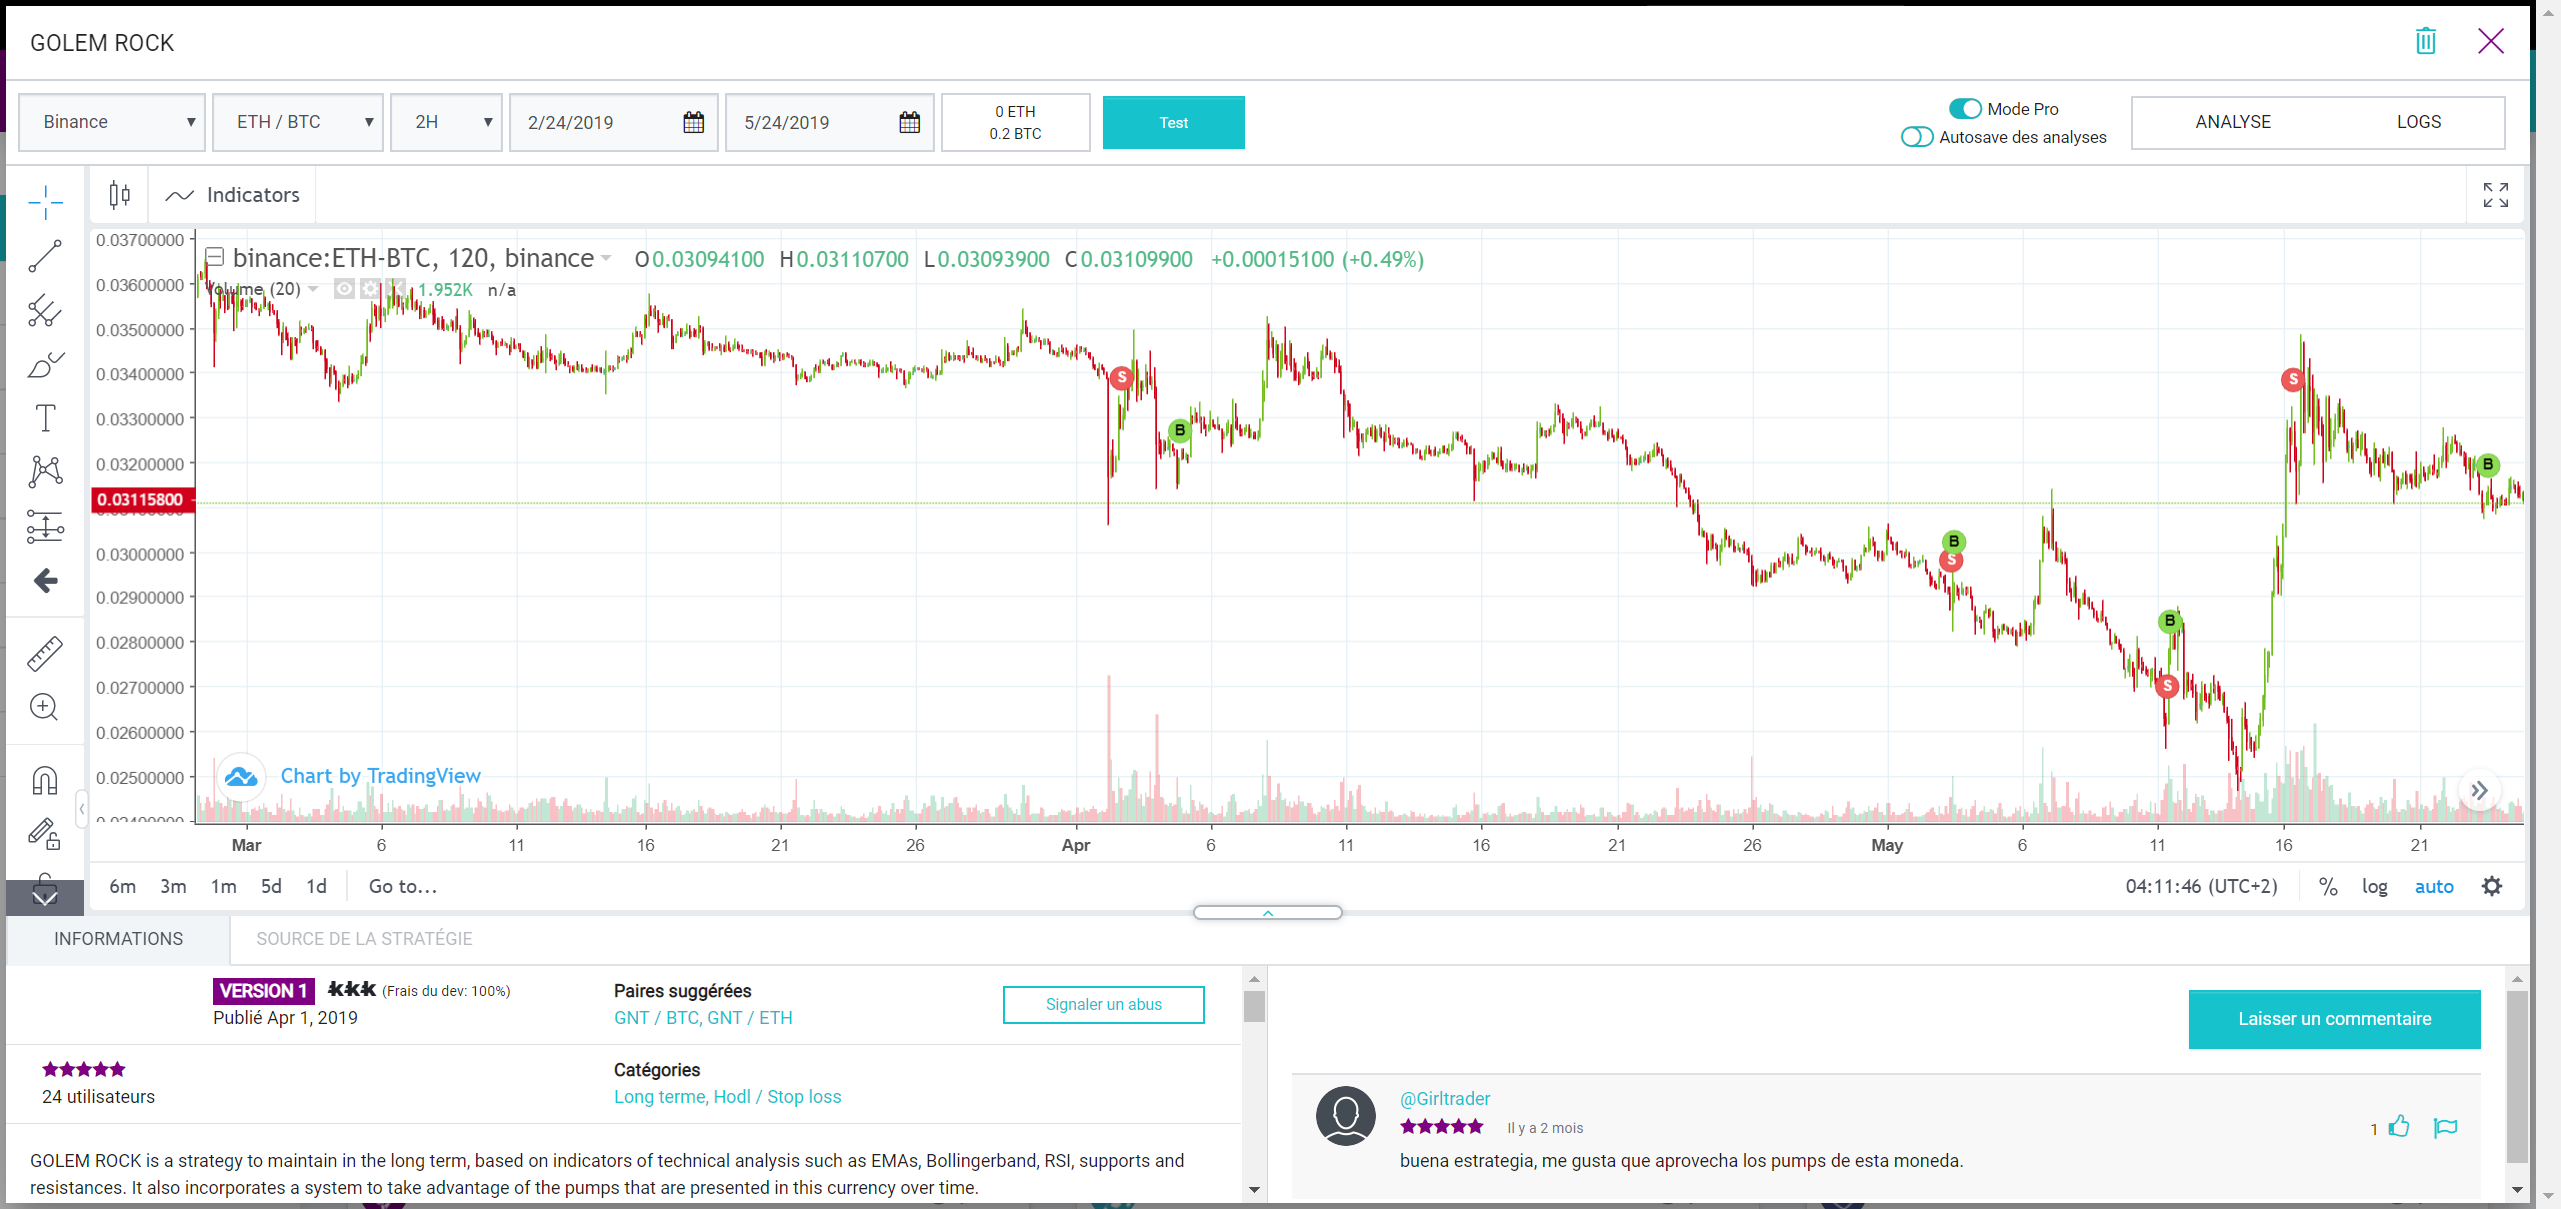 GOLEM ROCK
Binance
ETH / BTC
2H
2/24/2019
5/24/2019
0 ETH
0.2 BTC
Test
Mode Pro
Autosave des analyses
ANALYSE
LOGS
Indicators
binance:ETH-BTC, 120, binance
O0.03094100 H0.03110700 L0.03093900 C0.03109900 +0.00015100 (+0.49%)
Volume (20)
1.952K n/a
0.03700000
0.03600000
0.03500000
0.03400000
0.03300000
0.03200000
0.03115800
0.03000000
0.02900000
0.02800000
0.02700000
0.02600000
0.02500000
0.02400000
S
B
B
S
B
S
S
B
Chart by TradingView
Mar 6 11 16 21 26 Apr 6 11 16 21 26 May 6 11 16 21
6m 3m 1m 5d 1d Go to...
04:11:46 (UTC+2) % log auto
INFORMATIONS
SOURCE DE LA STRATÉGIE
VERSION 1 kkk (Frais du dev: 100%)
Publié Apr 1, 2019
Paires suggérées
GNT / BTC, GNT / ETH
Signaler un abus
24 utilisateurs
Catégories
Long terme, Hodl / Stop loss
GOLEM ROCK is a strategy to maintain in the long term, based on indicators of technical analysis such as EMAs, Bollingerband, RSI, supports and
resistances. It also incorporates a system to take advantage of the pumps that are presented in this currency over time.
Laisser un commentaire
@Girltrader
Il y a 2 mois
1
buena estrategia, me gusta que aprovecha los pumps de esta moneda.